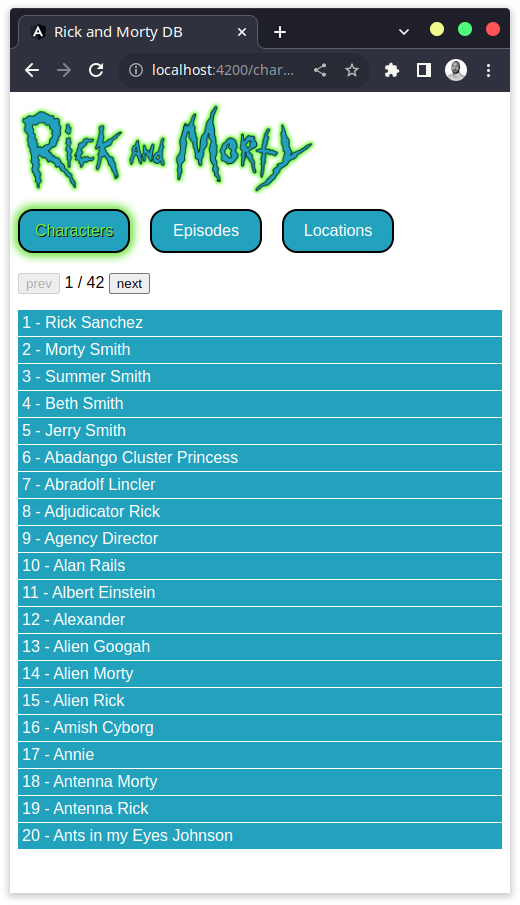 Rick and Morty DB
localhost:4200/char...
Rick and Morty
Characters Episodes Locations
prev 1 / 42 next
1 - Rick Sanchez
2 - Morty Smith
3 - Summer Smith
4 - Beth Smith
5 - Jerry Smith
6 - Abadango Cluster Princess
7 - Abradolf Lincler
8 - Adjudicator Rick
9 - Agency Director
10 - Alan Rails
11 - Albert Einstein
12 - Alexander
13 - Alien Googah
14 - Alien Morty
15 - Alien Rick
16 - Amish Cyborg
17 - Annie
18 - Antenna Morty
19 - Antenna Rick
20 - Ants in my Eyes Johnson